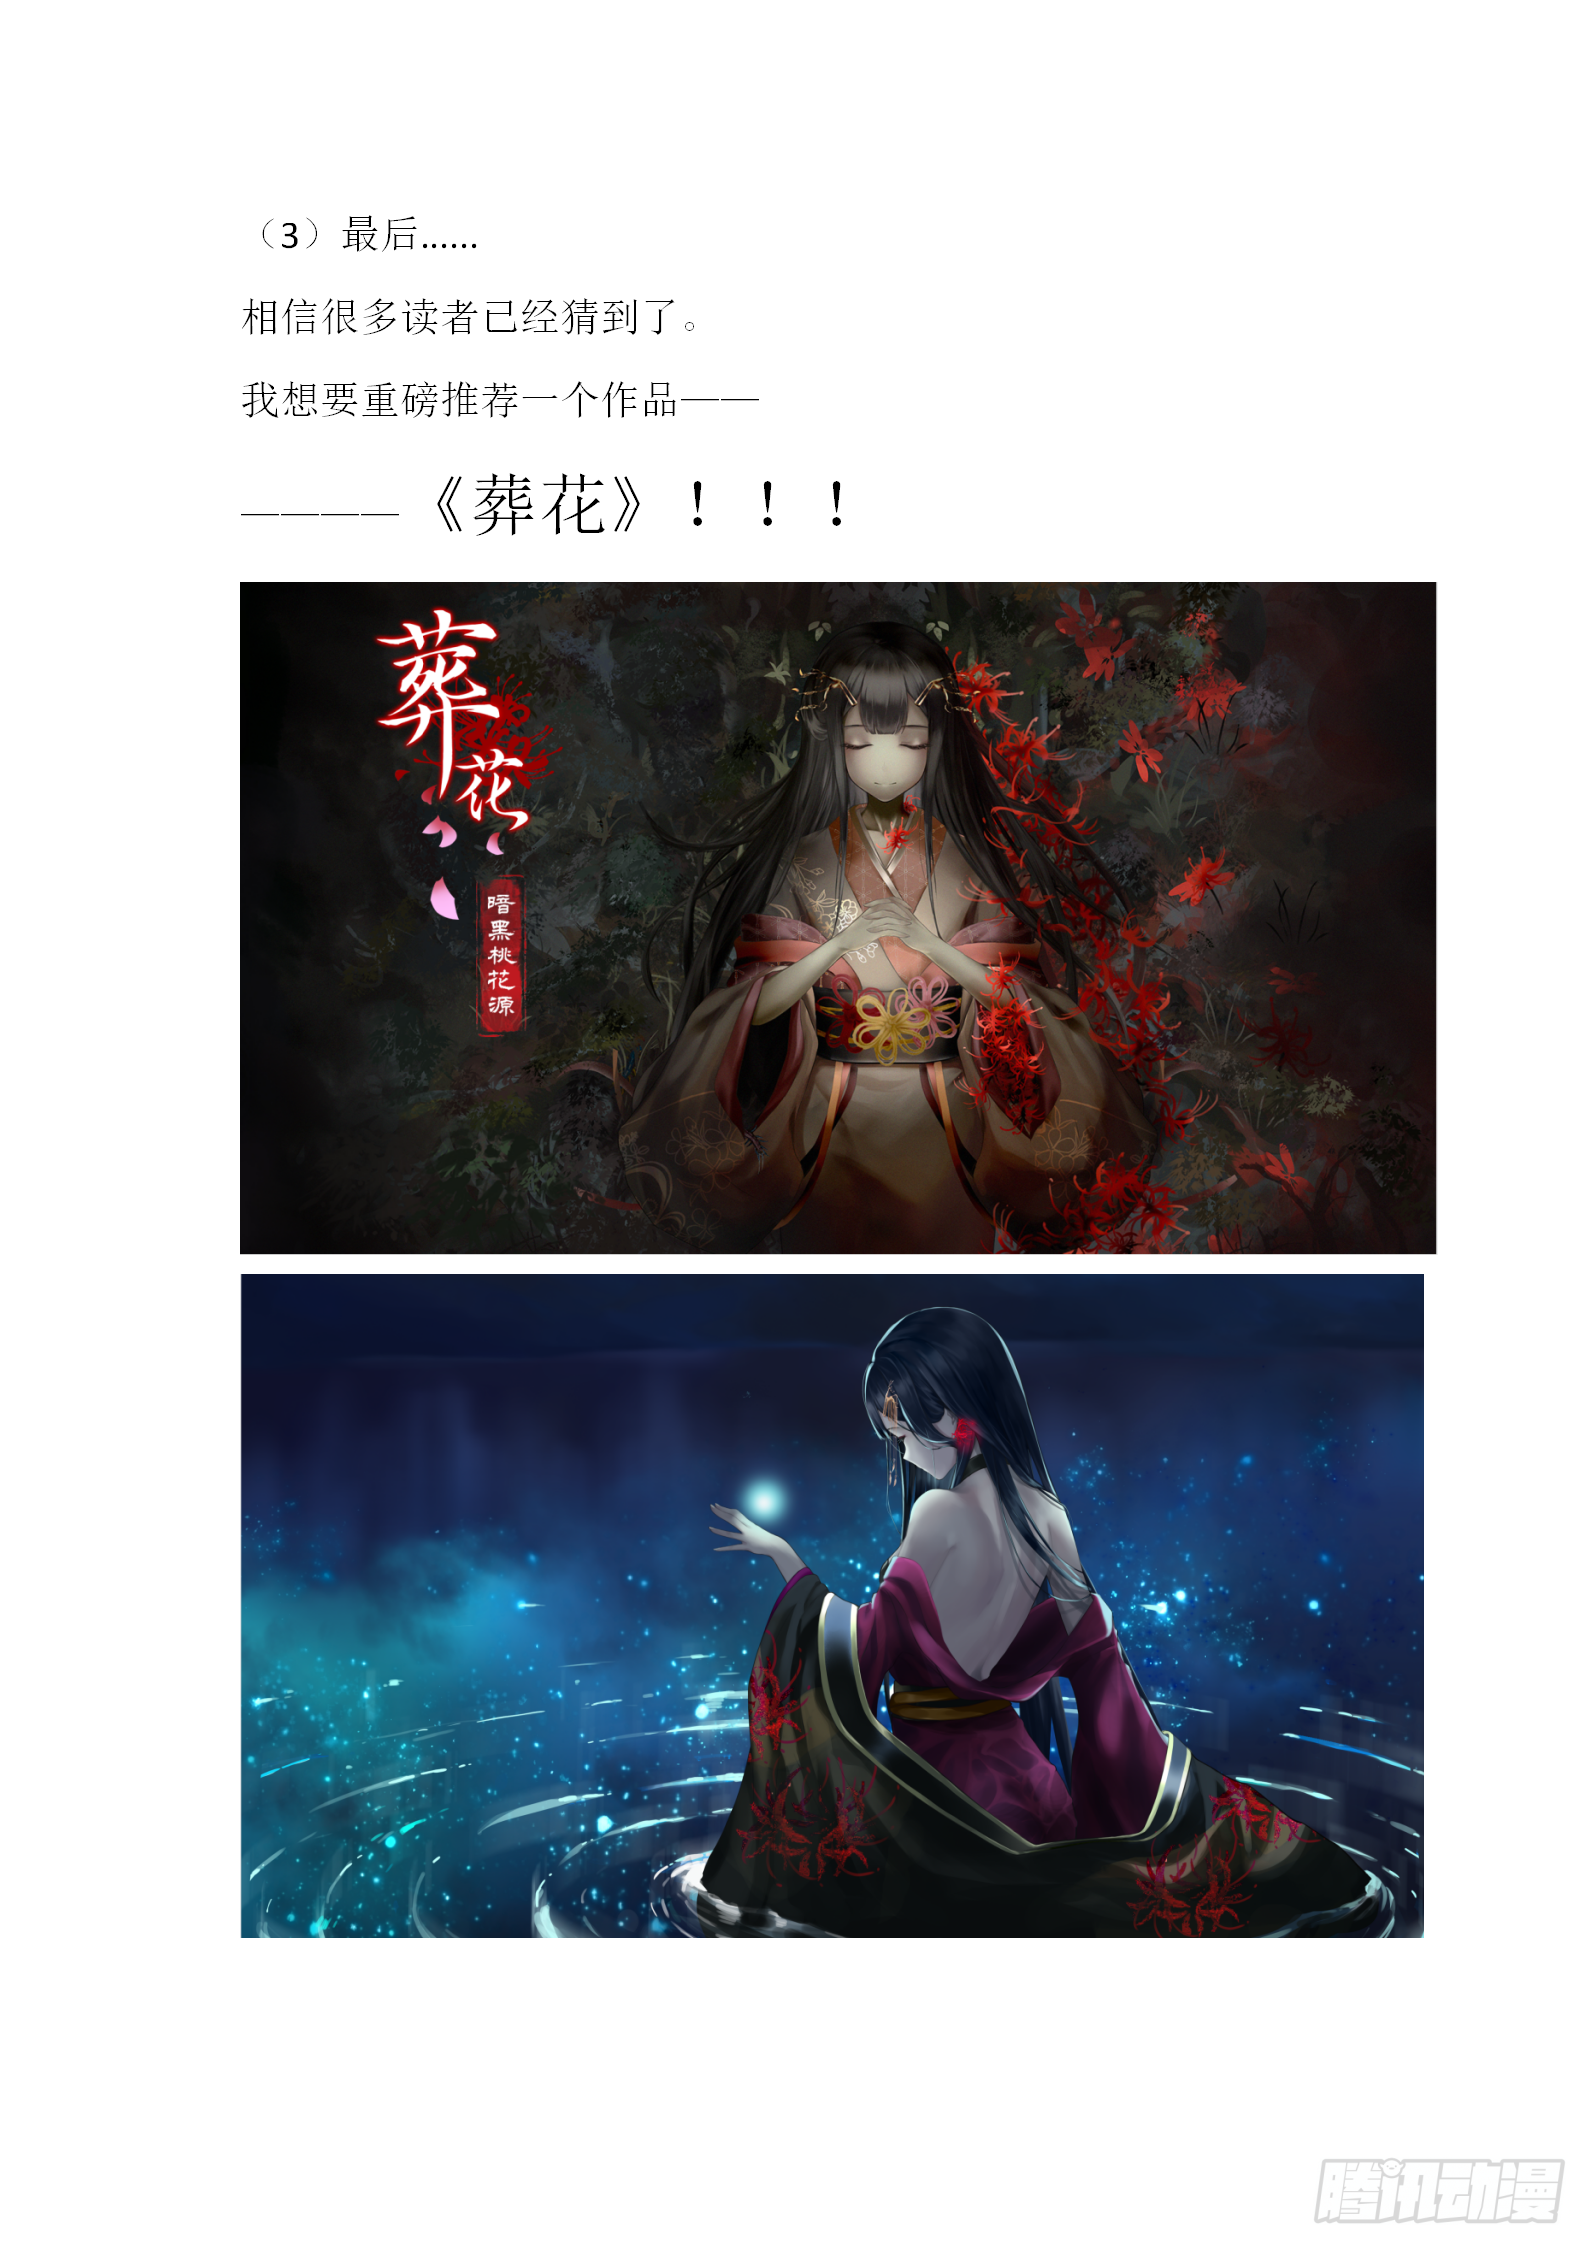 （3）最后......
相信很多读者已经猜到了。
我想要重磅推荐一个作品——
————《葬花》！！！
葬花
暗黑桃花源
腾讯动漫